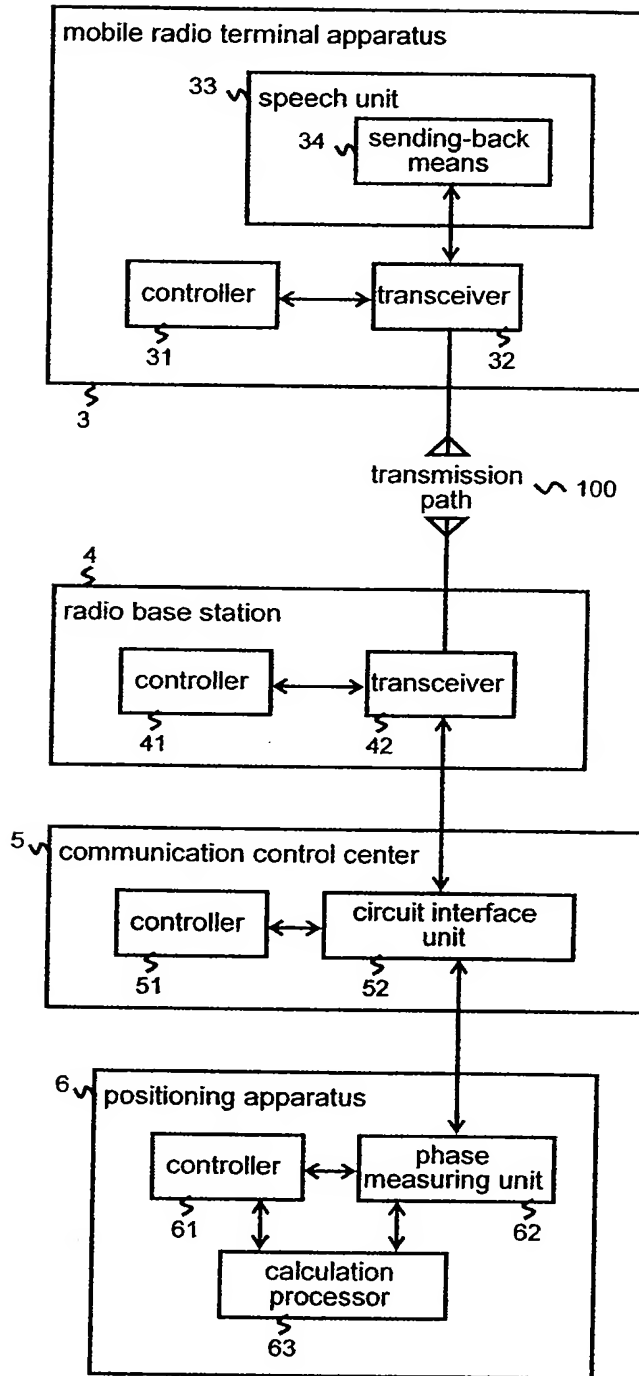 mobile radio terminal apparatus
33
speech unit
34
sending-back
means
controller
transceiver
31
32
3
transmission
path
100
4
radio base station
controller
transceiver
41
42
5
communication control center
controller
circuit interface
unit
51
52
6
positioning apparatus
controller
phase
measuring unit
61
62
calculation
processor
63